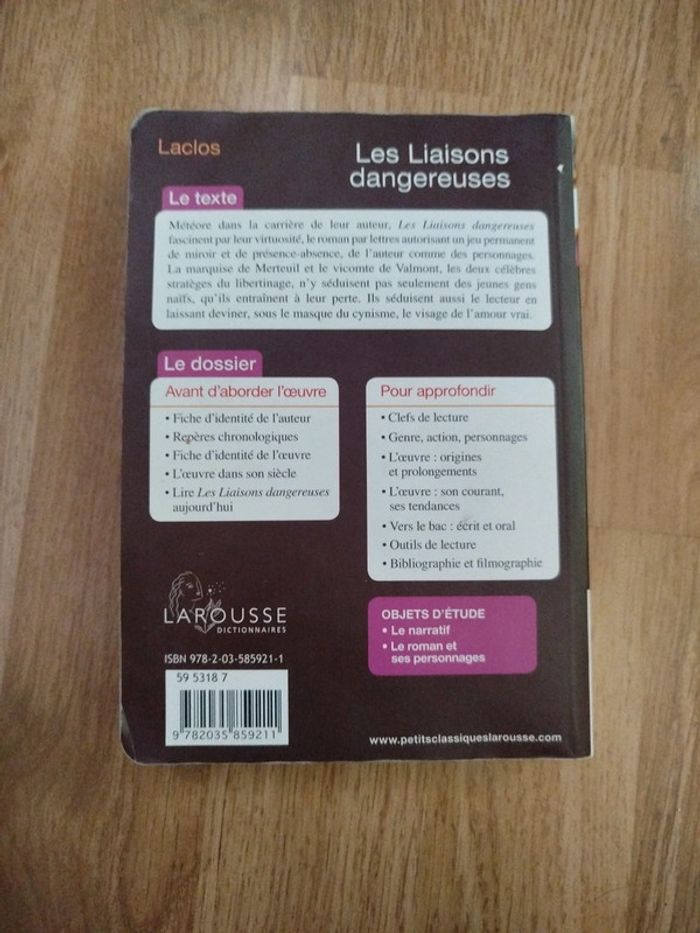 Laclos
Les Liaisons
dangereuses
Le texte
Météore dans la carrière de leur auteur, Les Liaisons dangereuses
fascinent par leur virtuosité, le roman par lettres autorisant un jeu permanent
de miroir et de présence-absence, de l'auteur comme des personnages.
La marquise de Merteuil et le vicomte de Valmont, les deux célèbres
stratèges du libertinage, n'y séduisent pas seulement des jeunes gens
naïfs, qu'ils entraînent à leur perte. Ils séduisent aussi le lecteur en
laissant deviner, sous le masque du cynisme, le visage de l'amour vrai.
Le dossier
Avant d'aborder l'œuvre
• Fiche d'identité de l'auteur
• Repères chronologiques
• Fiche d'identité de l'œuvre
• L'œuvre dans son siècle
• Lire Les Liaisons dangereuses
aujourd'hui
Pour approfondir
• Clefs de lecture
• Genre, action, personnages
• L'œuvre : origines
et prolongements
• L'œuvre : son courant,
ses tendances
• Vers le bac : écrit et oral
• Outils de lecture
• Bibliographie et filmographie
LAROUSSE
DICTIONNAIRES
OBJETS D'ÉTUDE
• Le narratif
• Le roman et
ses personnages
ISBN 978-2-03-585921-1
59 5318 7
9 782035 859211
www.petitsclassiqueslarousse.com